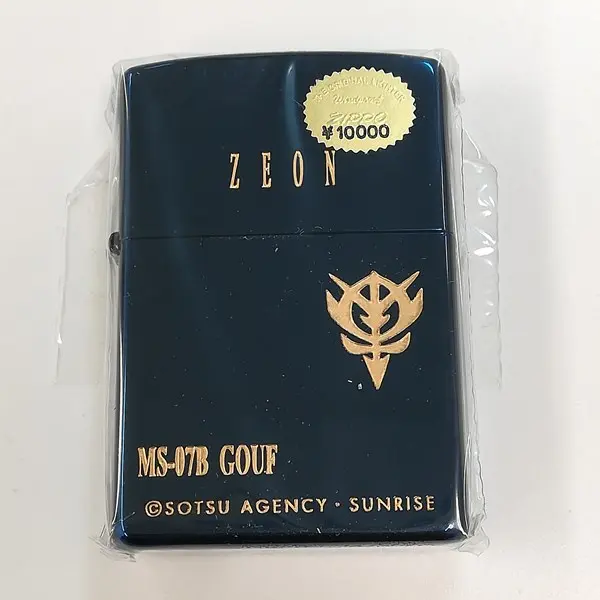 ZIPPO
¥10000
ZEON
MS-07B GOUF
©SOTSU AGENCY・SUNRISE